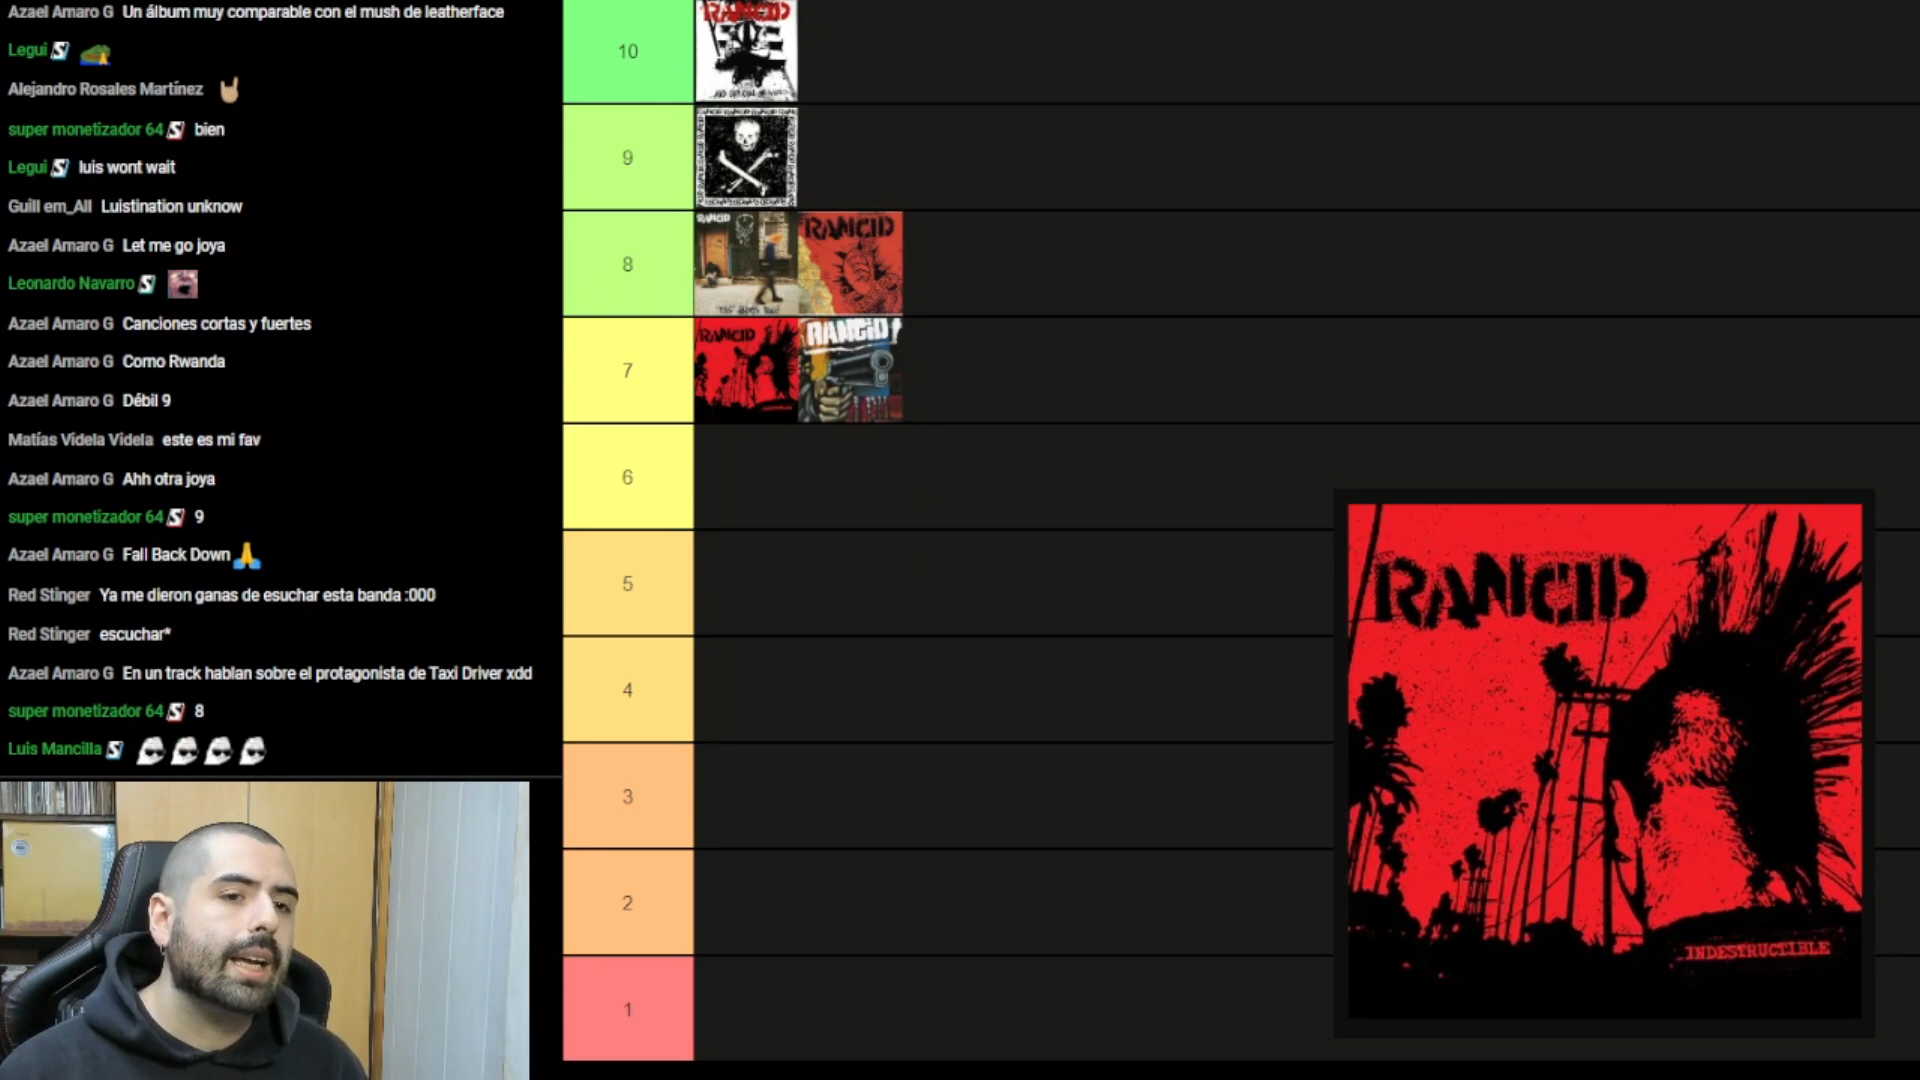 Azael Amaro G Un álbum muy comparable con el mush de leatherface
Legui
Alejandro Rosales Martínez
super monetizador 64 bien
Legui luis wont wait
Guill em_All Luistination unknow
Azael Amaro G Let me go joya
Leonardo Navarro
Azael Amaro G Canciones cortas y fuertes
Azael Amaro G Como Rwanda
Azael Amaro G Débil 9
Matías Videla Videla este es mi fav
Azael Amaro G Ahh otra joya
super monetizador 64 9
Azael Amaro G Fall Back Down
Red Stinger Ya me dieron ganas de esuchar esta banda :000
Red Stinger escuchar*
Azael Amaro G En un track hablan sobre el protagonista de Taxi Driver xdd
super monetizador 64 8
Luis Mancilla
10
RANCID
9
8
RANCID
RANCID
7
RANCID
RANCID
6
5
4
3
2
1
RANCID
INDESTRUCTIBLE